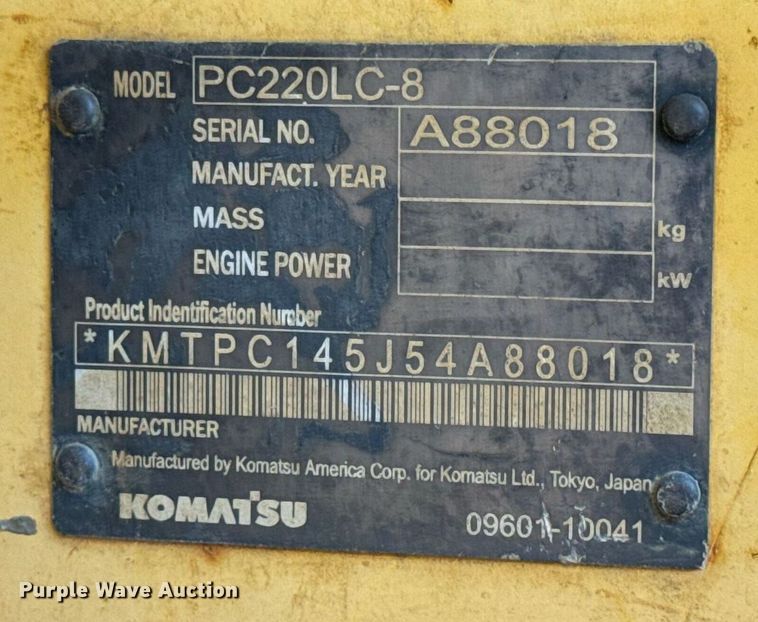 MODEL PC220LC-8
SERIAL NO. A88018
MANUFACT. YEAR
MASS kg
ENGINE POWER kW
Product Indentification Number
*KMTPC145J54A88018*
MANUFACTURER
Manufactured by Komatsu America Corp. for Komatsu Ltd., Tokyo, Japan
KOMATSU 09601-10041
Purple Wave Auction